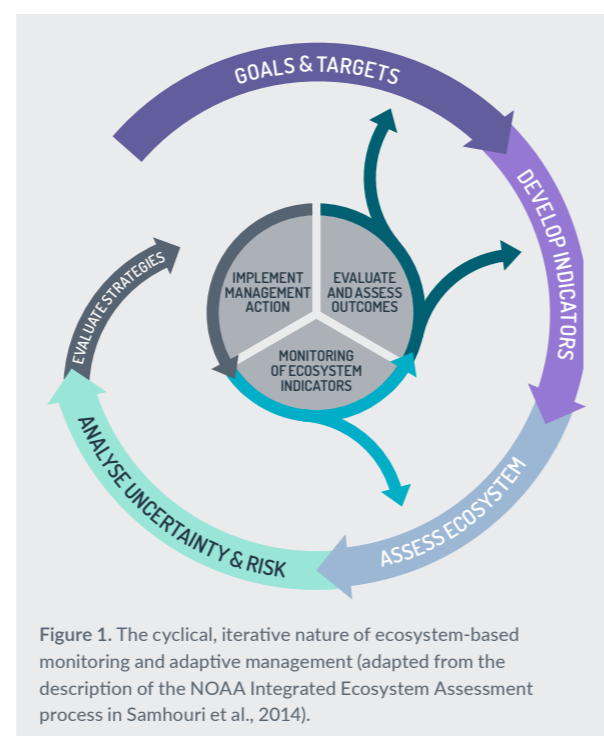 GOALS & TARGETS
DEVELOP INDICATORS
ASSESS ECOSYSTEM
ANALYSE UNCERTAINTY & RISK
EVALUATE STRATEGIES
IMPLEMENT
MANAGEMENT
ACTION
EVALUATE
AND ASSESS
OUTCOMES
MONITORING
OF ECOSYSTEM
INDICATORS
Figure 1. The cyclical, iterative nature of ecosystem-based
monitoring and adaptive management (adapted from the
description of the NOAA Integrated Ecosystem Assessment
process in Samhouri et al., 2014).